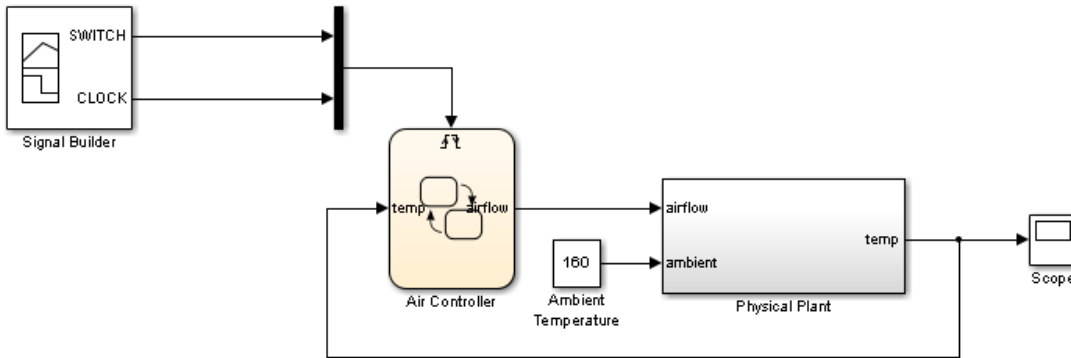 SWITCH
CLOCK
Signal Builder
temp
airflow
Air Controller
160
Ambient
Temperature
airflow
ambient
temp
Physical Plant
Scope